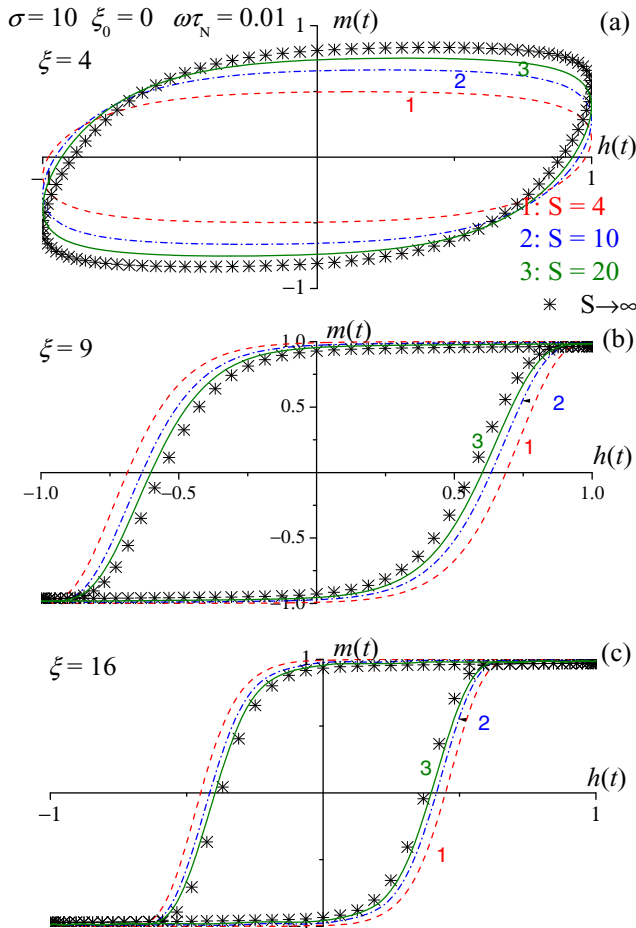 σ = 10 ξ₀ = 0 ωτ_N = 0.01
1 m(t) (a)
ξ = 4
3
2
1
−1 1 h(t)
1: S = 4
2: S = 10
3: S = 20
−1
S→∞
ξ = 9 1.0 m(t) (b)
0.5
3 2
1
h(t)
-1.0 -0.5 0.5 1.0
-0.5
-1.0
ξ = 16 1 m(t) (c)
2
3
h(t)
−1 1
1